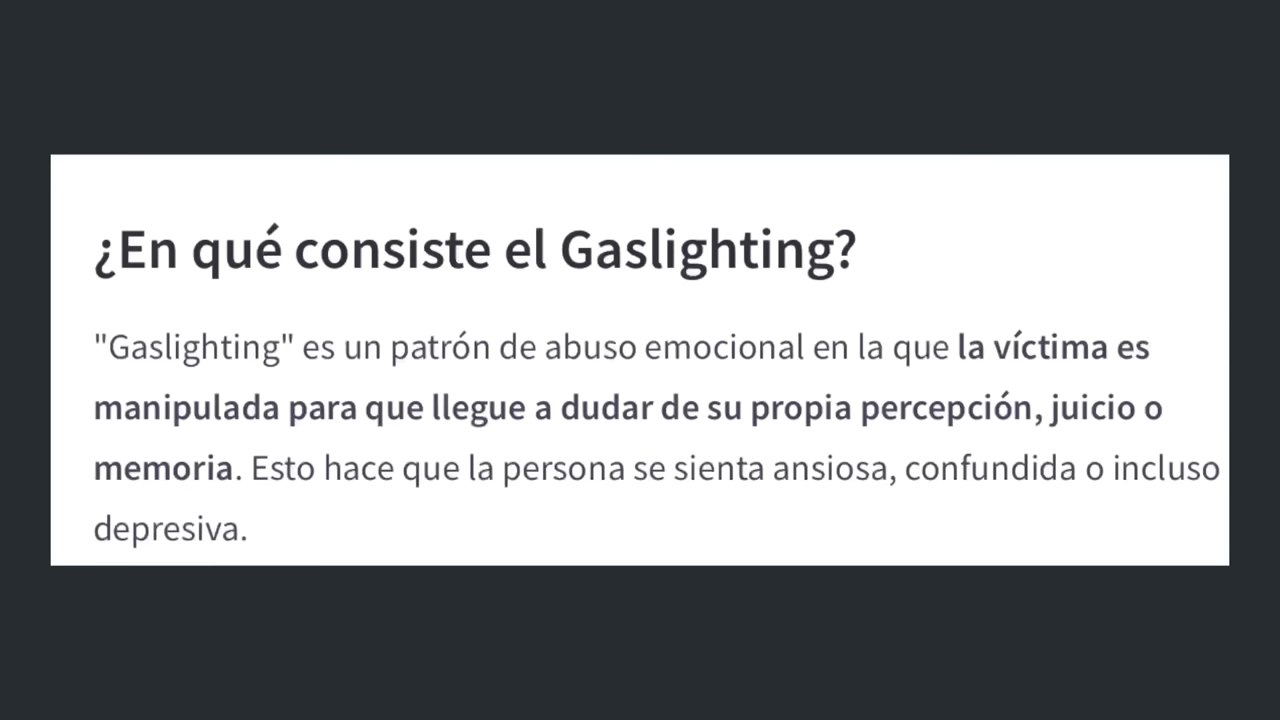 ¿En qué consiste el Gaslighting?
"Gaslighting" es un patrón de abuso emocional en la que la víctima es
manipulada para que llegue a dudar de su propia percepción, juicio o
memoria. Esto hace que la persona se sienta ansiosa, confundida o incluso
depresiva.